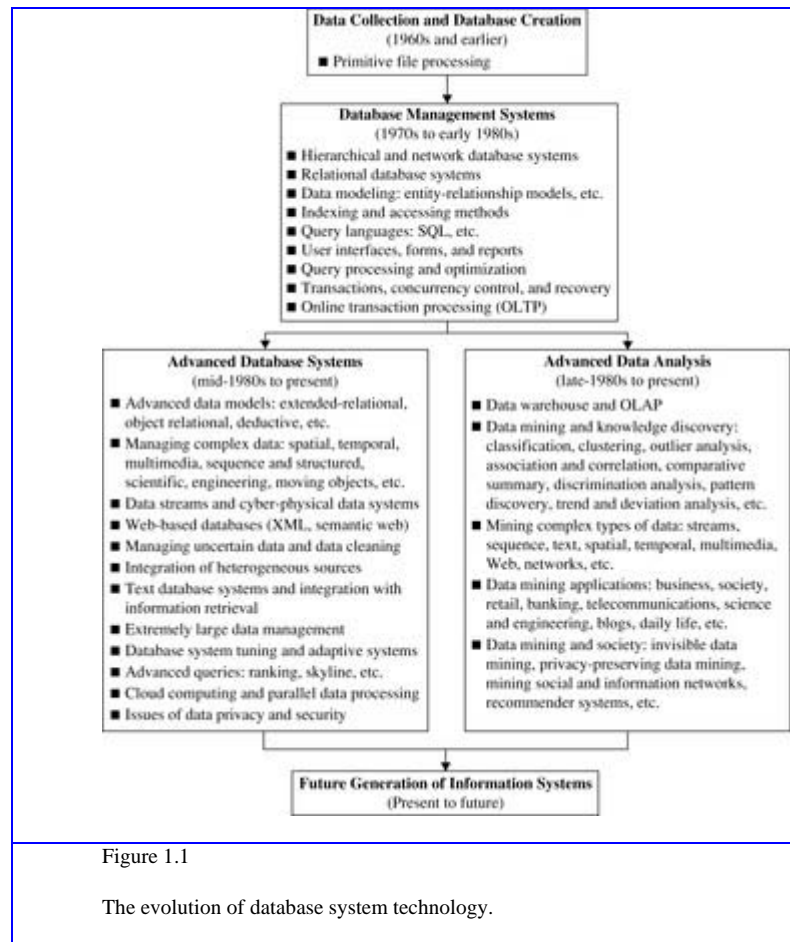 Data Collection and Database Creation
(1960s and earlier)
■ Primitive file processing
Database Management Systems
(1970s to early 1980s)
■ Hierarchical and network database systems
■ Relational database systems
■ Data modeling: entity-relationship models, etc.
■ Indexing and accessing methods
■ Query languages: SQL, etc.
■ User interfaces, forms, and reports
■ Query processing and optimization
■ Transactions, concurrency control, and recovery
■ Online transaction processing (OLTP)
Advanced Database Systems
(mid-1980s to present)
■ Advanced data models: extended-relational,
object relational, deductive, etc.
■ Managing complex data: spatial, temporal,
multimedia, sequence and structured,
scientific, engineering, moving objects, etc.
■ Data streams and cyber-physical data systems
■ Web-based databases (XML, semantic web)
■ Managing uncertain data and data cleaning
■ Integration of heterogeneous sources
■ Text database systems and integration with
information retrieval
■ Extremely large data management
■ Database system tuning and adaptive systems
■ Advanced queries: ranking, skyline, etc.
■ Cloud computing and parallel data processing
■ Issues of data privacy and security
Advanced Data Analysis
(late-1980s to present)
■ Data warehouse and OLAP
■ Data mining and knowledge discovery:
classification, clustering, outlier analysis,
association and correlation, comparative
summary, discrimination analysis, pattern
discovery, trend and deviation analysis, etc.
■ Mining complex types of data: streams,
sequence, text, spatial, temporal, multimedia,
Web, networks, etc.
■ Data mining applications: business, society,
retail, banking, telecommunications, science
and engineering, blogs, daily life, etc.
■ Data mining and society: invisible data
mining, privacy-preserving data mining,
mining social and information networks,
recommender systems, etc.
Future Generation of Information Systems
(Present to future)
Figure 1.1
The evolution of database system technology.